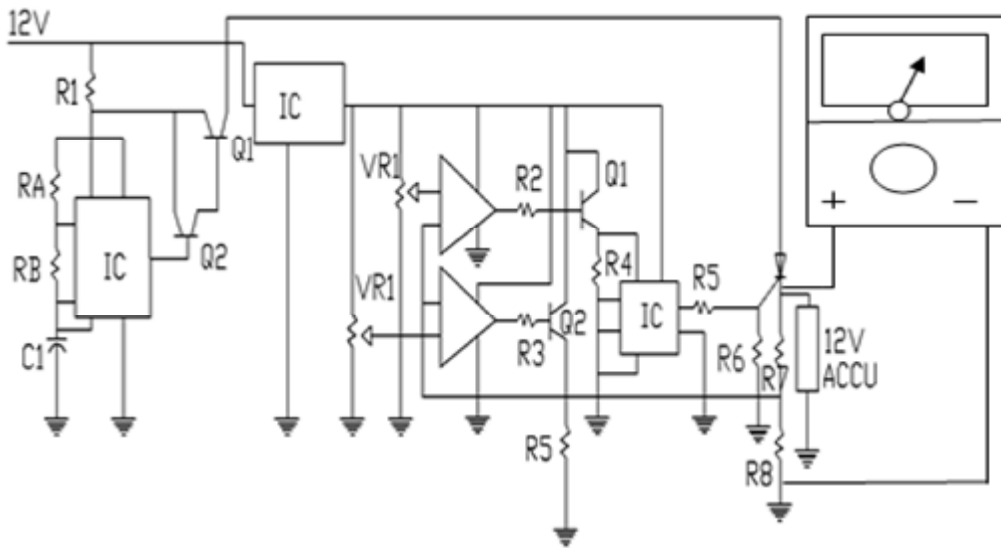 12V
R1
Q1
IC
RA
VR1
R2
Q1
+
−
RB
IC
Q2
R4
VR1
R5
Q2
IC
R3
12V
C1
R6
R7
ACCU
R5
R8